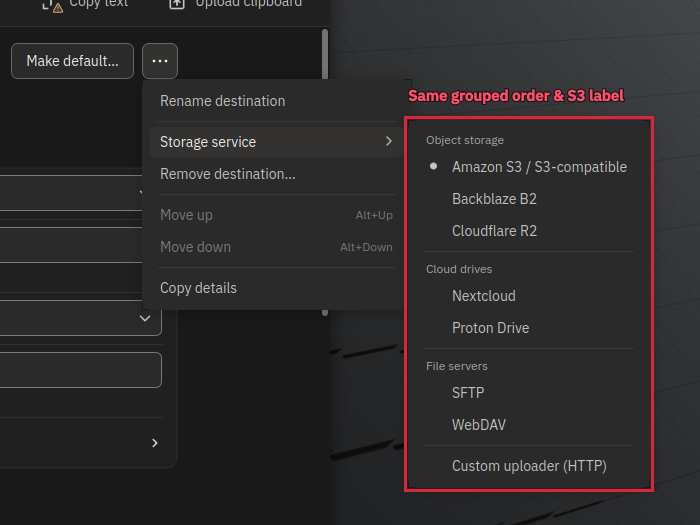 Copy text
Upload clipboard
Make default...
Same grouped order & S3 label
Rename destination
Storage service
Remove destination...
Move up Alt+Up
Move down Alt+Down
Copy details
Object storage
Amazon S3 / S3-compatible
Backblaze B2
Cloudflare R2
Cloud drives
Nextcloud
Proton Drive
File servers
SFTP
WebDAV
Custom uploader (HTTP)